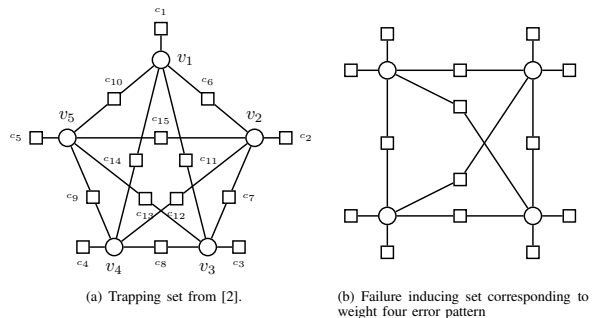 c1
c10
v1
c6
v5
v2
c15
c5
c2
c14
c11
c9
c13
c12
c7
c4
v4
c8
v3
c3
(a) Trapping set from [2].
(b) Failure inducing set corresponding to
weight four error pattern